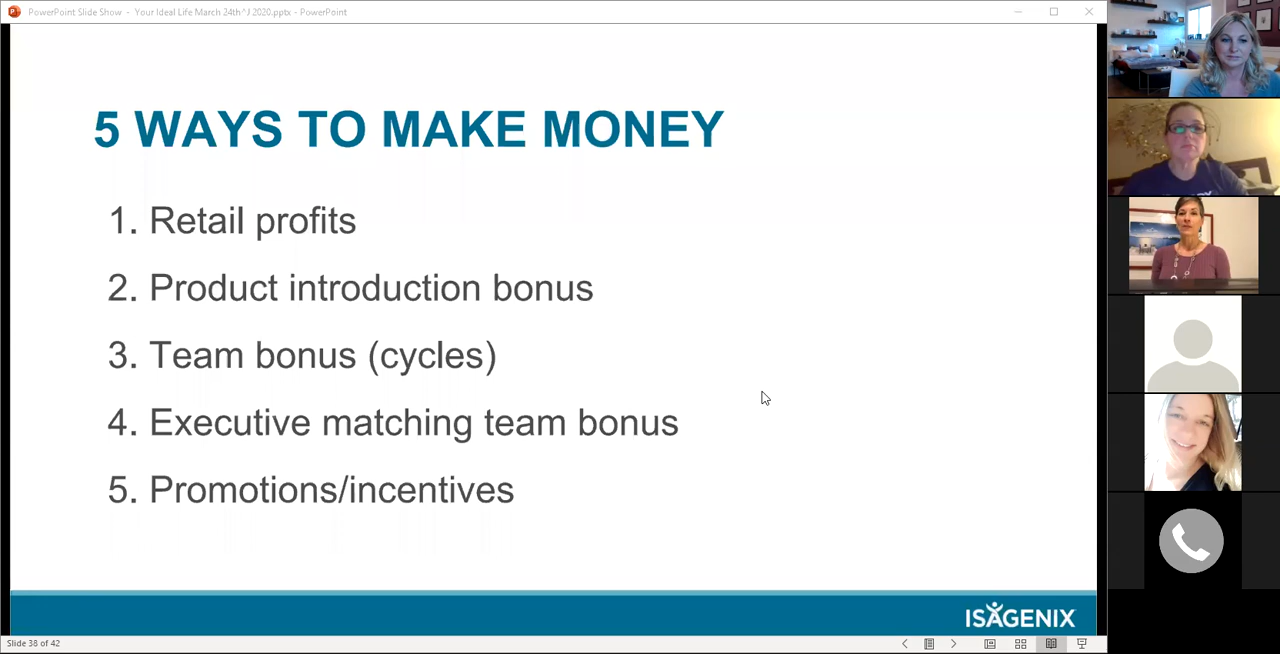 PowerPoint Slide Show - Your Ideal Life March 24th^J 2020.pptx - PowerPoint
5 WAYS TO MAKE MONEY
1. Retail profits
2. Product introduction bonus
3. Team bonus (cycles)
4. Executive matching team bonus
5. Promotions/incentives
ISAGENIX
Slide 38 of 42